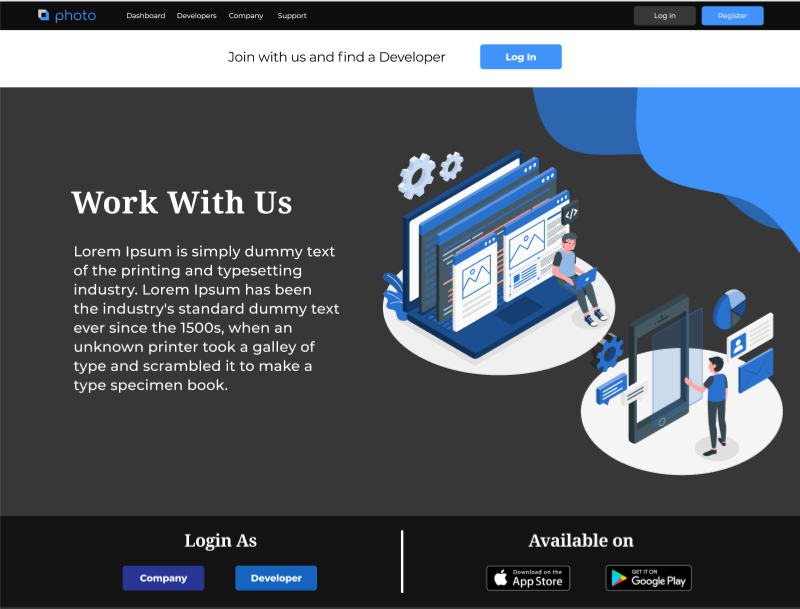 photo
Dashboard Developers Company Support
Log in Register
Join with us and find a Developer
Log In
Work With Us
Lorem Ipsum is simply dummy text
of the printing and typesetting
industry. Lorem Ipsum has been
the industry's standard dummy text
ever since the 1500s, when an
unknown printer took a galley of
type and scrambled it to make a
type specimen book.
</>
Login As
Company Developer
Available on
Download on the
App Store
GET IT ON
Google Play